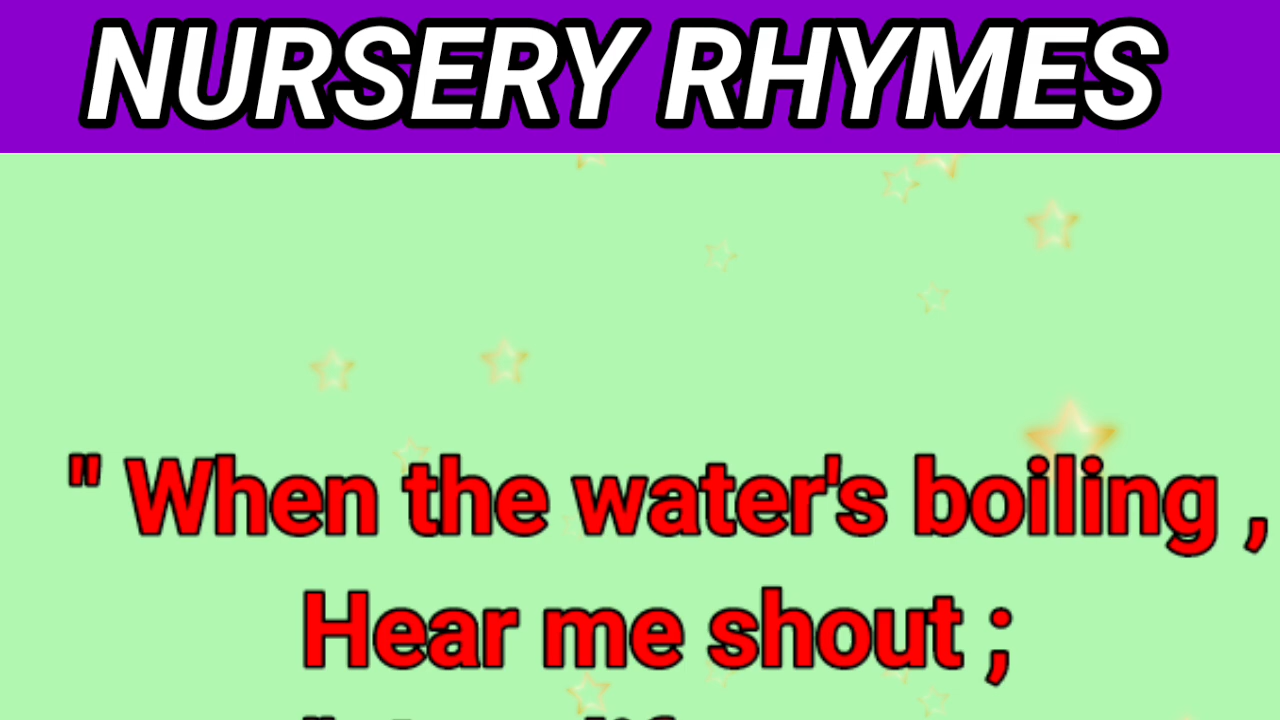 NURSERY RHYMES
" When the water's boiling ,
Hear me shout ;